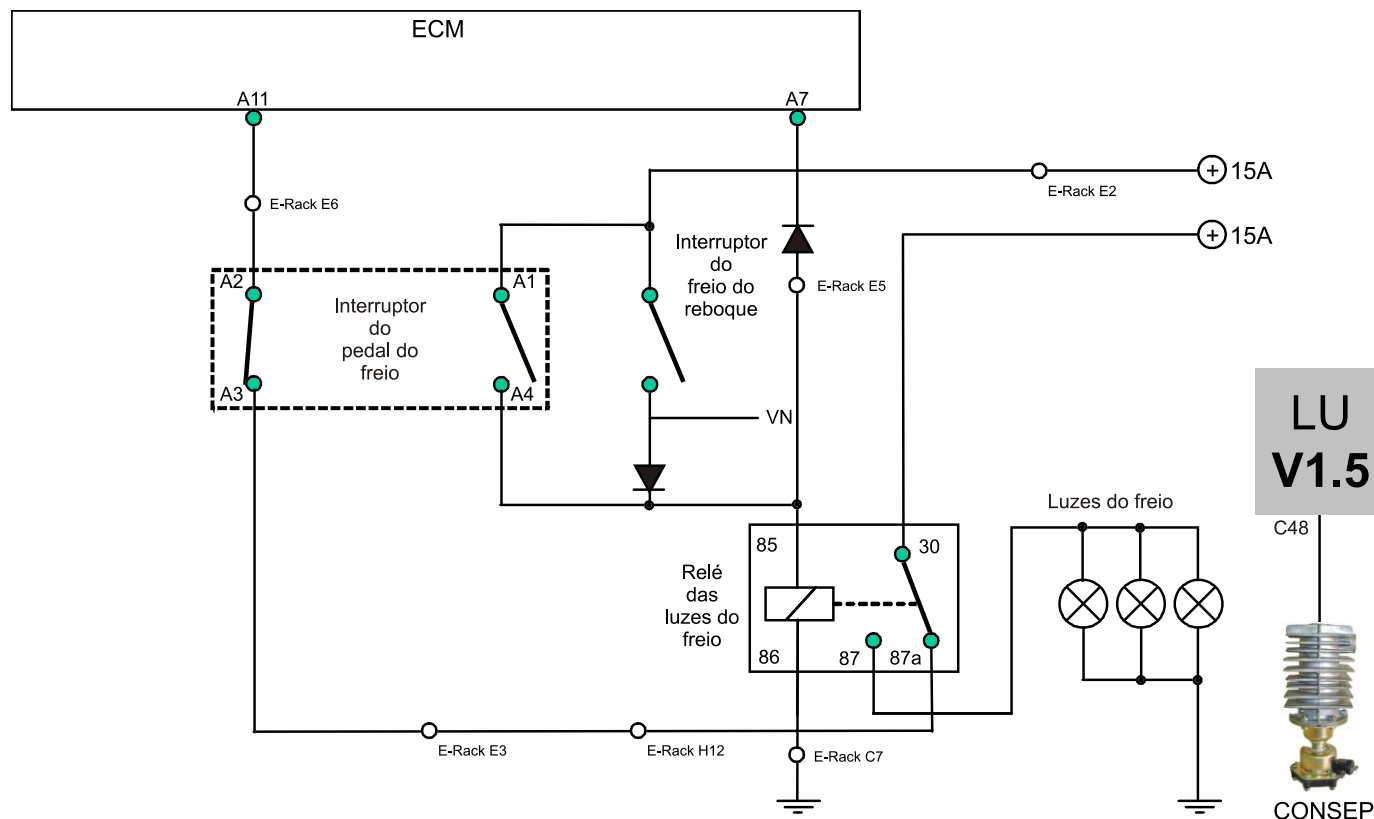 ECM
A11
A7
E-Rack E6
E-Rack E2
+ 15A
+ 15A
A2
A1
Interruptor
do
pedal do
freio
A3
A4
Interruptor
do
freio do
reboque
E-Rack E5
VN
LU
V1.5
C48
Luzes do freio
85
30
Relé
das
luzes do
freio
86
87
87a
E-Rack E3
E-Rack H12
E-Rack C7
CONSEP